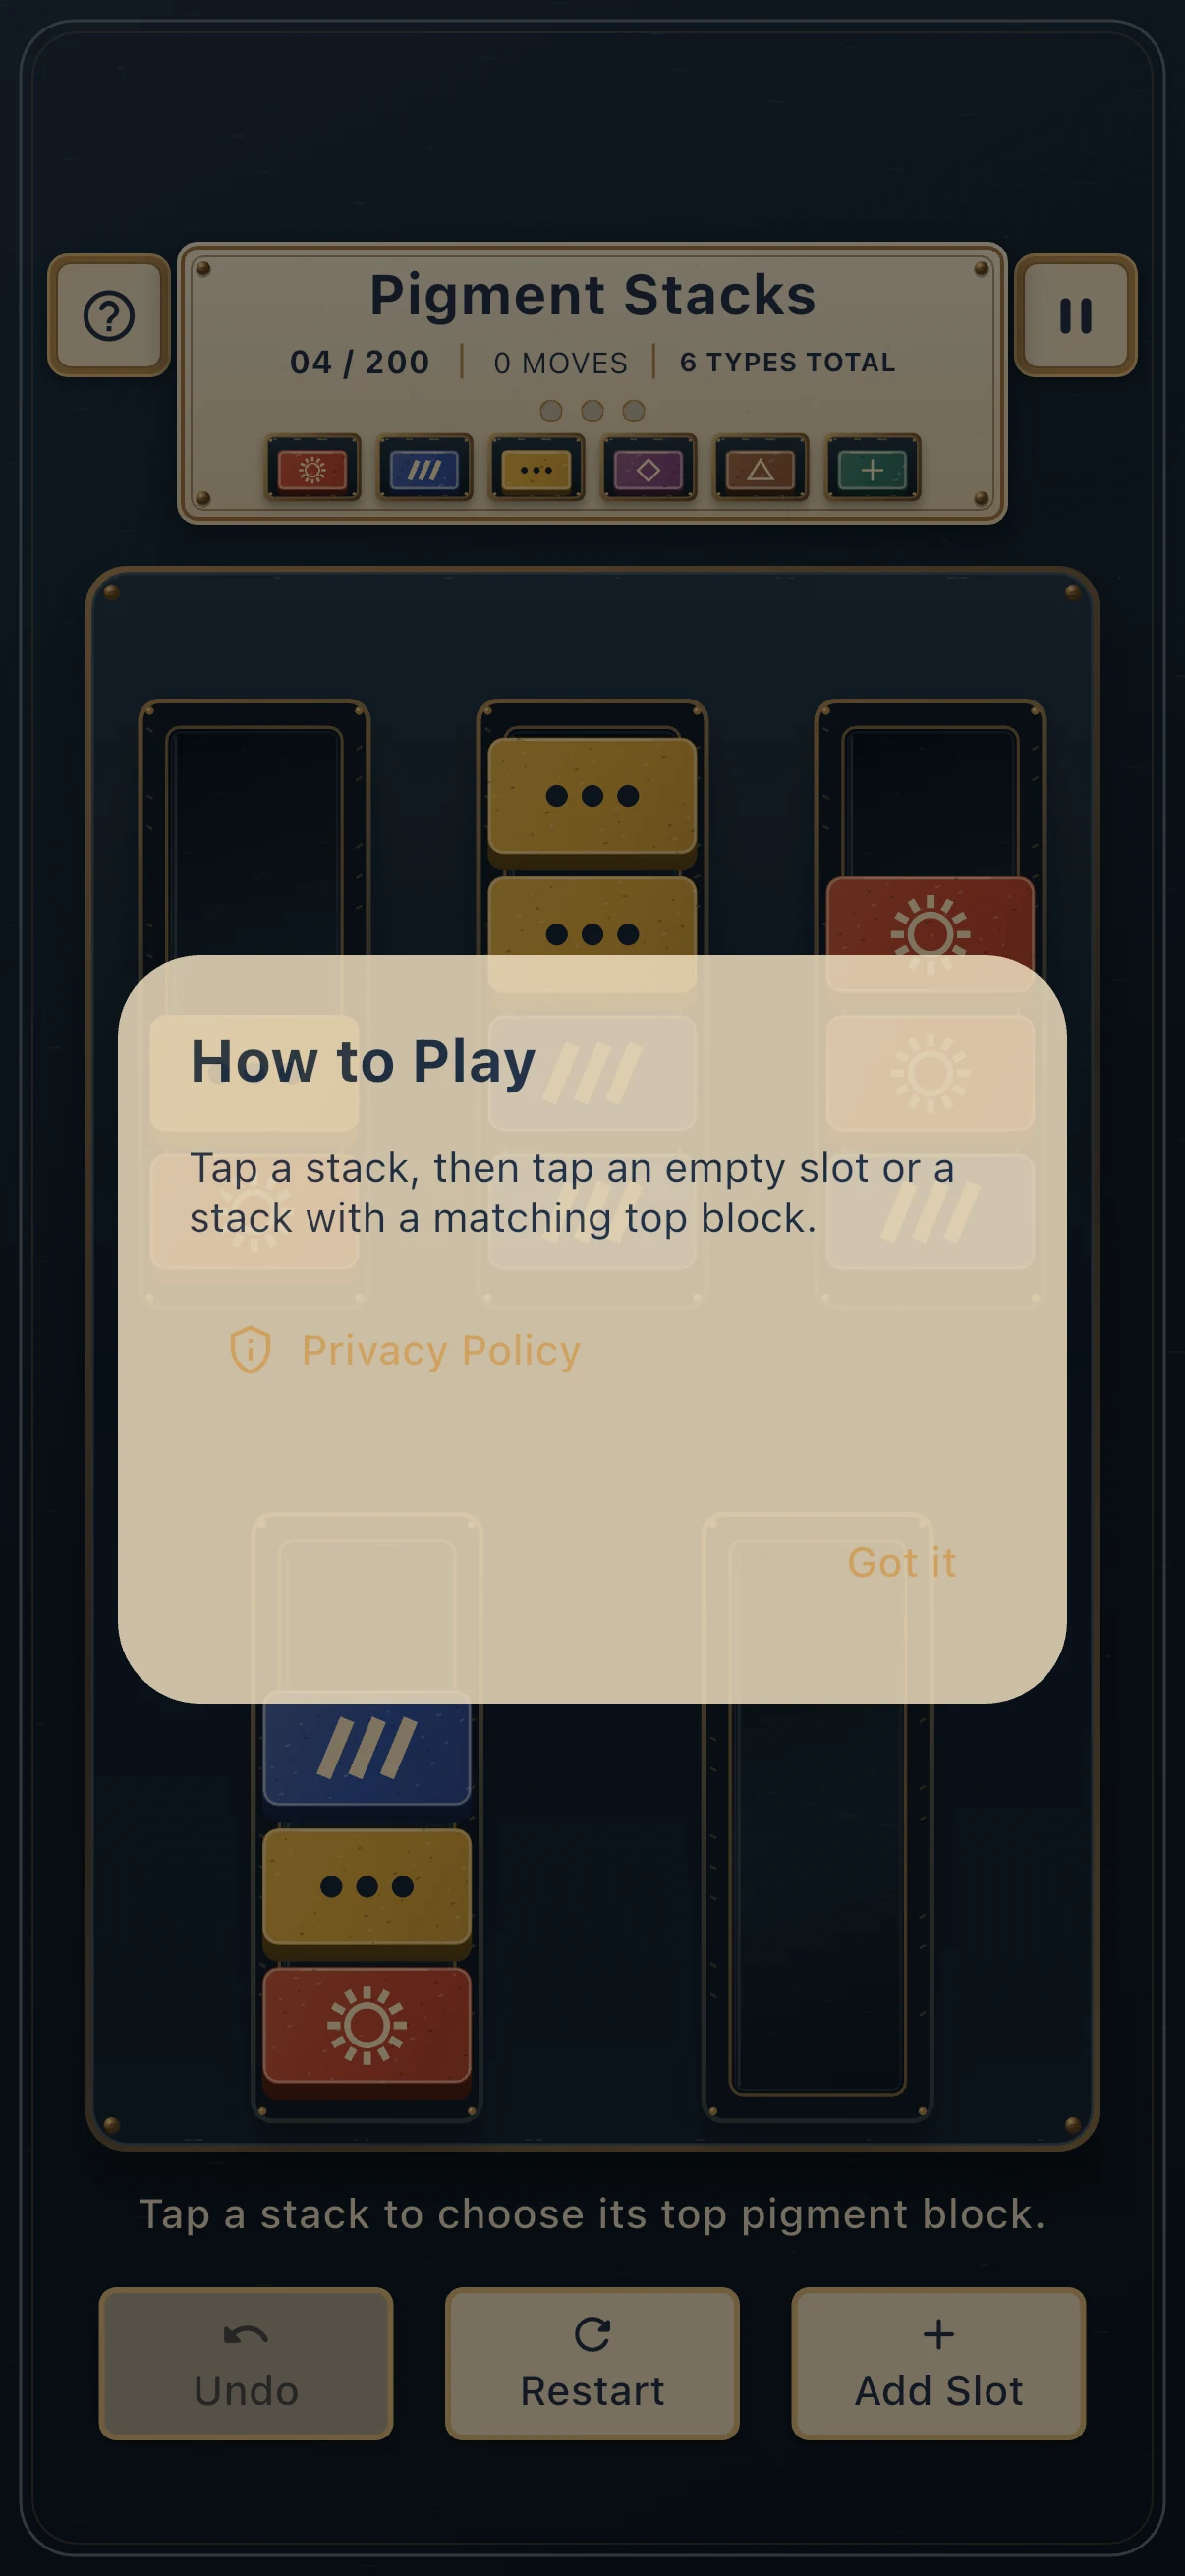 Pigment Stacks
04 / 200 | 0 MOVES | 6 TYPES TOTAL
How to Play
Tap a stack, then tap an empty slot or a
stack with a matching top block.
Privacy Policy
Got it
Tap a stack to choose its top pigment block.
Undo
Restart
Add Slot